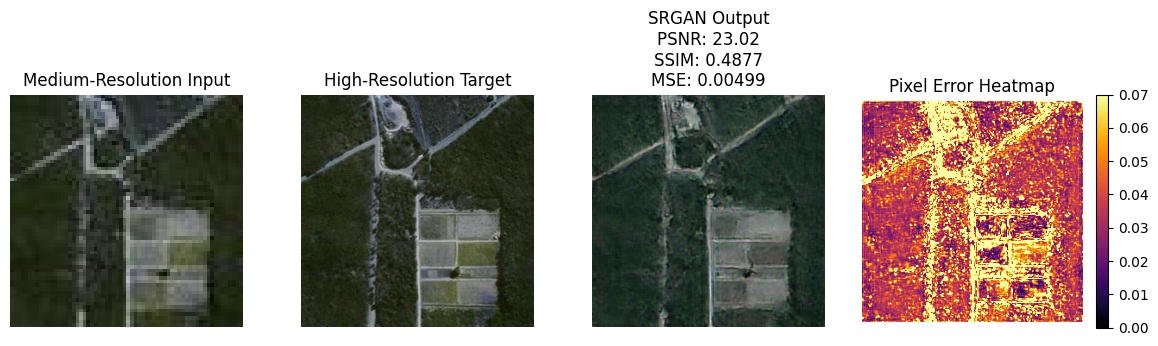 Medium-Resolution Input
High-Resolution Target
SRGAN Output
PSNR: 23.02
SSIM: 0.4877
MSE: 0.00499
Pixel Error Heatmap
0.07
0.06
0.05
0.04
0.03
0.02
0.01
0.00